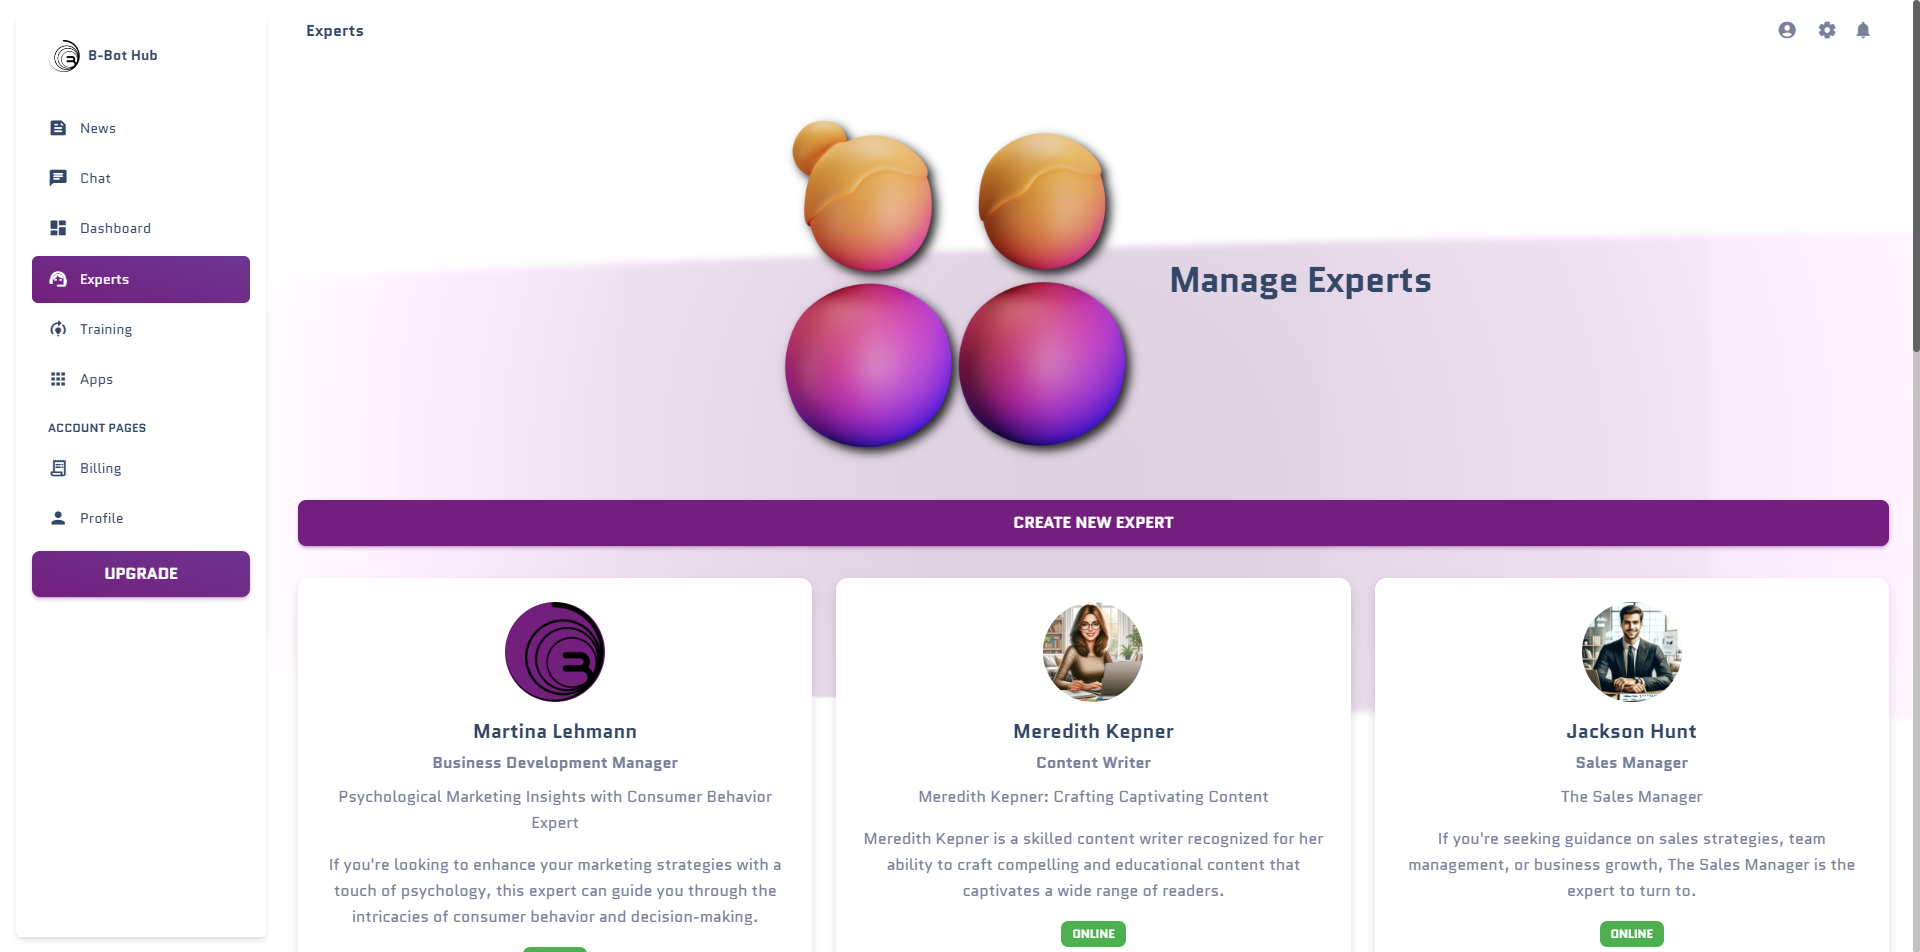 B-Bot Hub
News
Chat
Dashboard
Experts
Training
Apps
ACCOUNT PAGES
Billing
Profile
UPGRADE
Experts
Manage Experts
CREATE NEW EXPERT
Martina Lehmann
Business Development Manager
Psychological Marketing Insights with Consumer Behavior
Expert
If you're looking to enhance your marketing strategies with a
touch of psychology, this expert can guide you through the
intricacies of consumer behavior and decision-making.
Meredith Kepner
Content Writer
Meredith Kepner: Crafting Captivating Content
Meredith Kepner is a skilled content writer recognized for her
ability to craft compelling and educational content that
captivates a wide range of readers.
ONLINE
Jackson Hunt
Sales Manager
The Sales Manager
If you're seeking guidance on sales strategies, team
management, or business growth, The Sales Manager is the
expert to turn to.
ONLINE